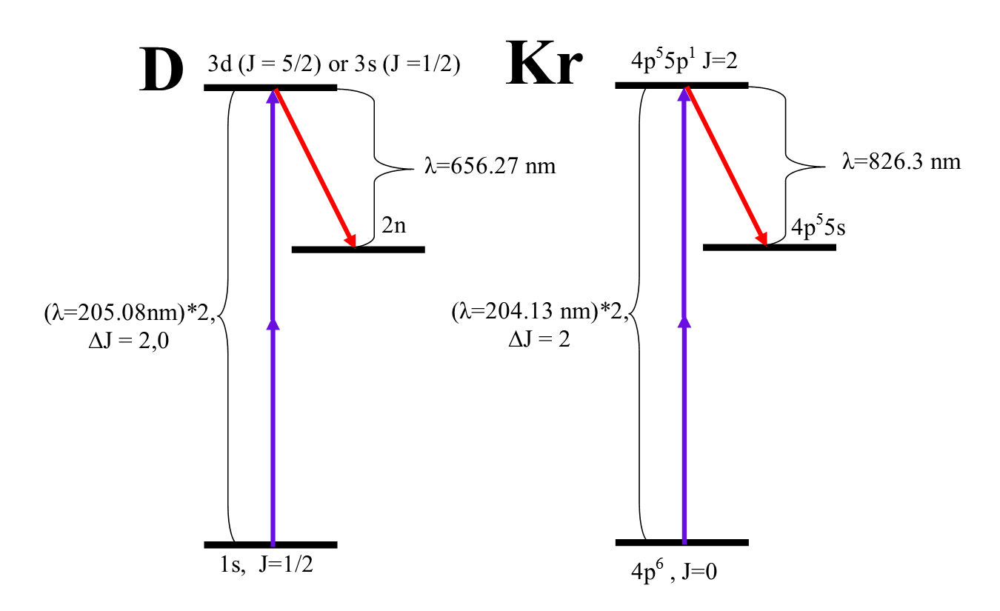 D
3d (J = 5/2) or 3s (J =1/2)
λ=656.27 nm
2n
(λ=205.08nm)*2,
ΔJ = 2,0
1s, J=1/2
Kr
4p⁵5p¹ J=2
λ=826.3 nm
4p⁵5s
(λ=204.13 nm)*2,
ΔJ = 2
4p⁶ , J=0